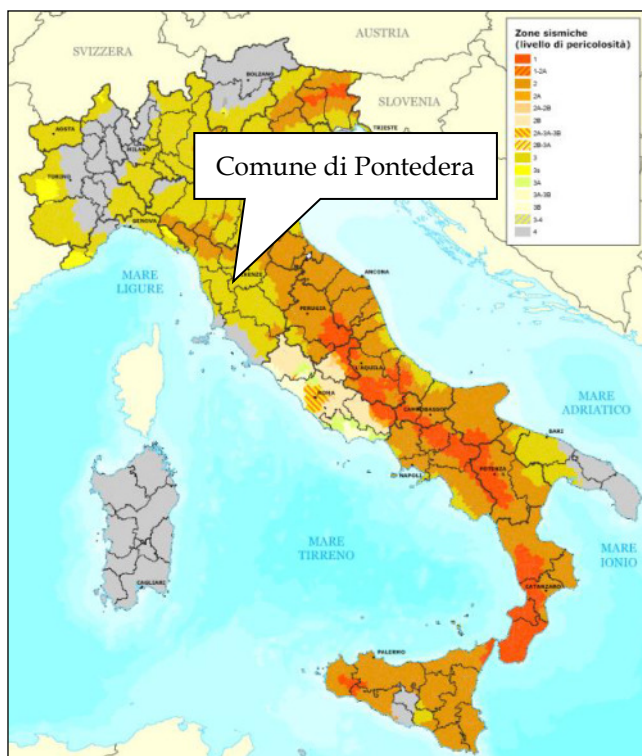 AUSTRIA
SVIZZERA
BOLZANO
SLOVENIA
TRIESTE
AOSTA
MILANO
TORINO
GENOVA
Comune di Pontedera
MARE
LIGURE
ANCONA
PERUGIA
L'AQUILA
ROMA
CAMPOBASSO
MARE
ADRIATICO
BARI
NAPOLI
POTENZA
MARE
TIRRENO
MARE
IONIO
CAGLIARI
CATANZARO
PALERMO
Zone sismiche
(livello di pericolosità)
1
1-2A
2
2A
2A-2B
2B
2A-3A-3B
2B-3A
3
3s
3A
3A-3B
3B
3-4
4